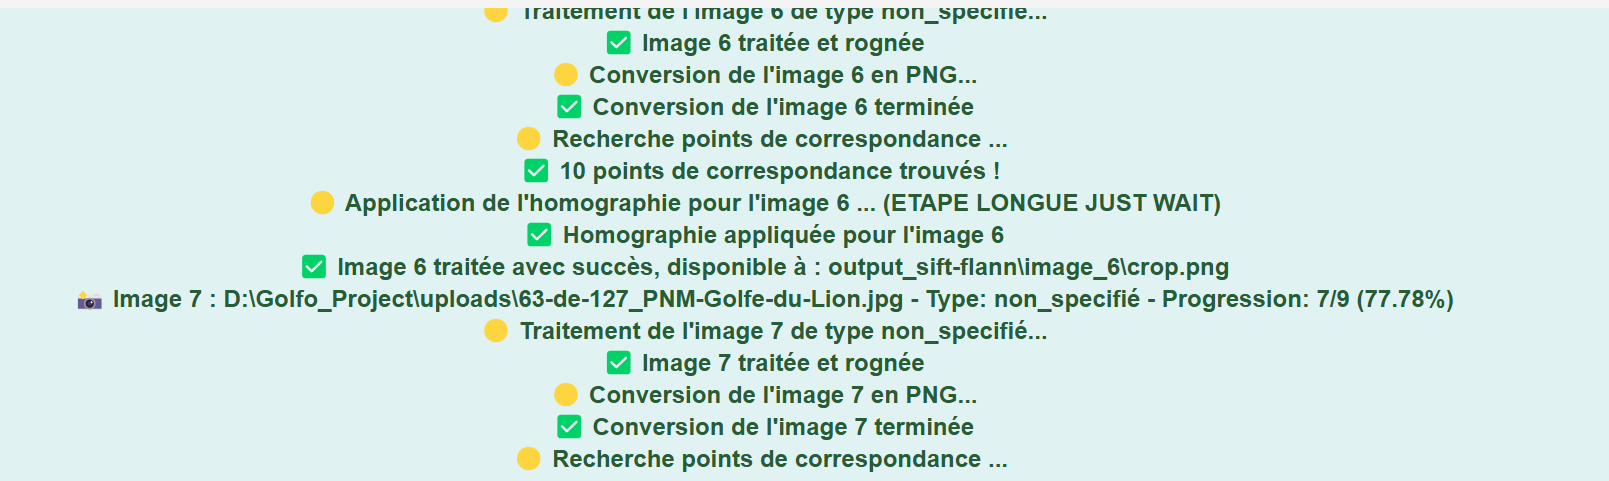 Traitement de l'image 6 de type non_specifié...
Image 6 traitée et rognée
Conversion de l'image 6 en PNG...
Conversion de l'image 6 terminée
Recherche points de correspondance ...
10 points de correspondance trouvés !
Application de l'homographie pour l'image 6 ... (ETAPE LONGUE JUST WAIT)
Homographie appliquée pour l'image 6
Image 6 traitée avec succès, disponible à : output_sift-flann\image_6\crop.png
Image 7 : D:\Golfo_Project\uploads\63-de-127_PNM-Golfe-du-Lion.jpg - Type: non_specifié - Progression: 7/9 (77.78%)
Traitement de l'image 7 de type non_specifié...
Image 7 traitée et rognée
Conversion de l'image 7 en PNG...
Conversion de l'image 7 terminée
Recherche points de correspondance ...